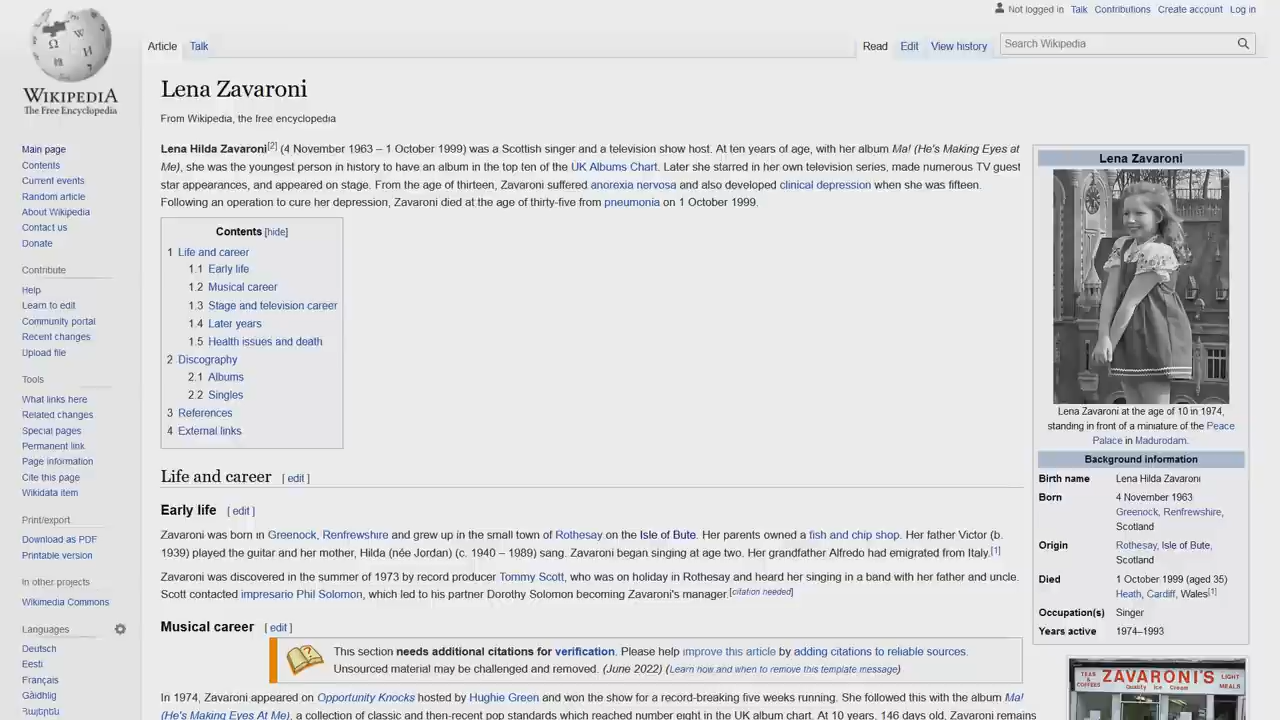 Not logged in Talk Contributions Create account Log in
Article Talk Read Edit View history Search Wikipedia
WIKIPEDIA
The Free Encyclopedia
Main page
Contents
Current events
Random article
About Wikipedia
Contact us
Donate
Contribute
Help
Learn to edit
Community portal
Recent changes
Upload file
Tools
What links here
Related changes
Special pages
Permanent link
Page information
Cite this page
Wikidata item
Print/export
Download as PDF
Printable version
In other projects
Wikimedia Commons
Languages
Deutsch
Eesti
Français
Gàidhlig
Հայերեն
Lena Zavaroni
From Wikipedia, the free encyclopedia
Lena Hilda Zavaroni[2] (4 November 1963 – 1 October 1999) was a Scottish singer and a television show host. At ten years of age, with her album Ma! (He's Making Eyes at
Me), she was the youngest person in history to have an album in the top ten of the UK Albums Chart. Later she starred in her own television series, made numerous TV guest
star appearances, and appeared on stage. From the age of thirteen, Zavaroni suffered anorexia nervosa and also developed clinical depression when she was fifteen.
Following an operation to cure her depression, Zavaroni died at the age of thirty-five from pneumonia on 1 October 1999.
Contents [hide]
1 Life and career
1.1 Early life
1.2 Musical career
1.3 Stage and television career
1.4 Later years
1.5 Health issues and death
2 Discography
2.1 Albums
2.2 Singles
3 References
4 External links
Life and career [ edit ]
Early life [ edit ]
Zavaroni was born in Greenock, Renfrewshire and grew up in the small town of Rothesay on the Isle of Bute. Her parents owned a fish and chip shop. Her father Victor (b.
1939) played the guitar and her mother, Hilda (née Jordan) (c. 1940 – 1989) sang. Zavaroni began singing at age two. Her grandfather Alfredo had emigrated from Italy.[1]
Zavaroni was discovered in the summer of 1973 by record producer Tommy Scott, who was on holiday in Rothesay and heard her singing in a band with her father and uncle.
Scott contacted impresario Phil Solomon, which led to his partner Dorothy Solomon becoming Zavaroni's manager.[citation needed]
Musical career [ edit ]
This section needs additional citations for verification. Please help improve this article by adding citations to reliable sources.
Unsourced material may be challenged and removed. (June 2022) (Learn how and when to remove this template message)
In 1974, Zavaroni appeared on Opportunity Knocks hosted by Hughie Green and won the show for a record-breaking five weeks running. She followed this with the album Ma!
(He's Making Eyes At Me), a collection of classic and then-recent pop standards which reached number eight in the UK album chart. At 10 years, 146 days old, Zavaroni remains
Lena Zavaroni
Lena Zavaroni at the age of 10 in 1974,
standing in front of a miniature of the Peace
Palace in Madurodam.
Background information
Birth name Lena Hilda Zavaroni
Born 4 November 1963
Greenock, Renfrewshire,
Scotland
Origin Rothesay, Isle of Bute,
Scotland
Died 1 October 1999 (aged 35)
Heath, Cardiff, Wales[1]
Occupation(s) Singer
Years active 1974–1993
TEAS & COFFEES ZAVARONI'S LIGHT MEALS
Quality Ice Cream